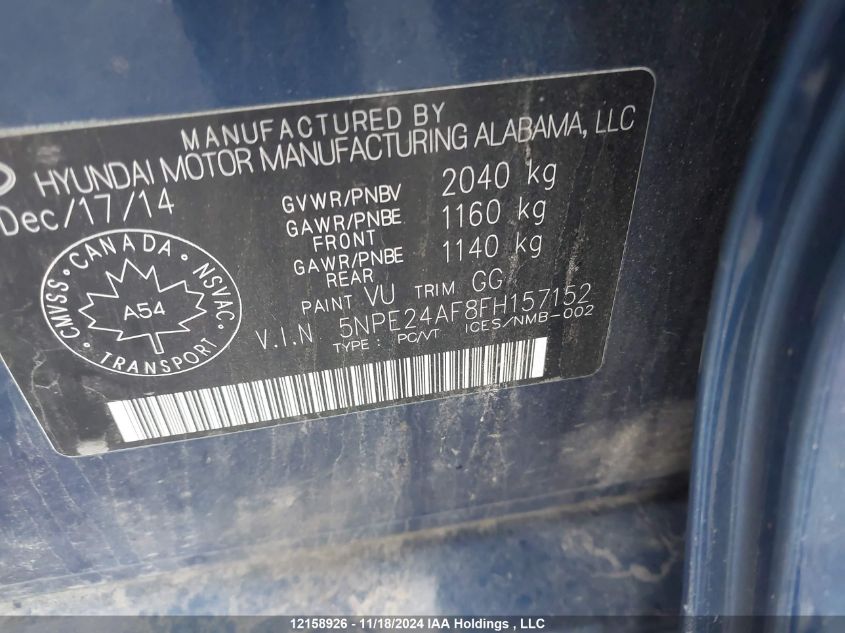 MANUFACTURED BY
HYUNDAI MOTOR MANUFACTURING ALABAMA, LLC
Dec/17/14
GVWR/PNBV 2040 kg
GAWR/PNBE 1160 kg
FRONT
GAWR/PNBE 1140 kg
REAR
PAINT VU TRIM GG
V.I.N 5NPE24AF8FH157152
TYPE: PC/VT ICES/NMB-002
CMVSS • CANADA • NSVAC • TRANSPORT •
A54
12158926 - 11/18/2024 IAA Holdings , LLC